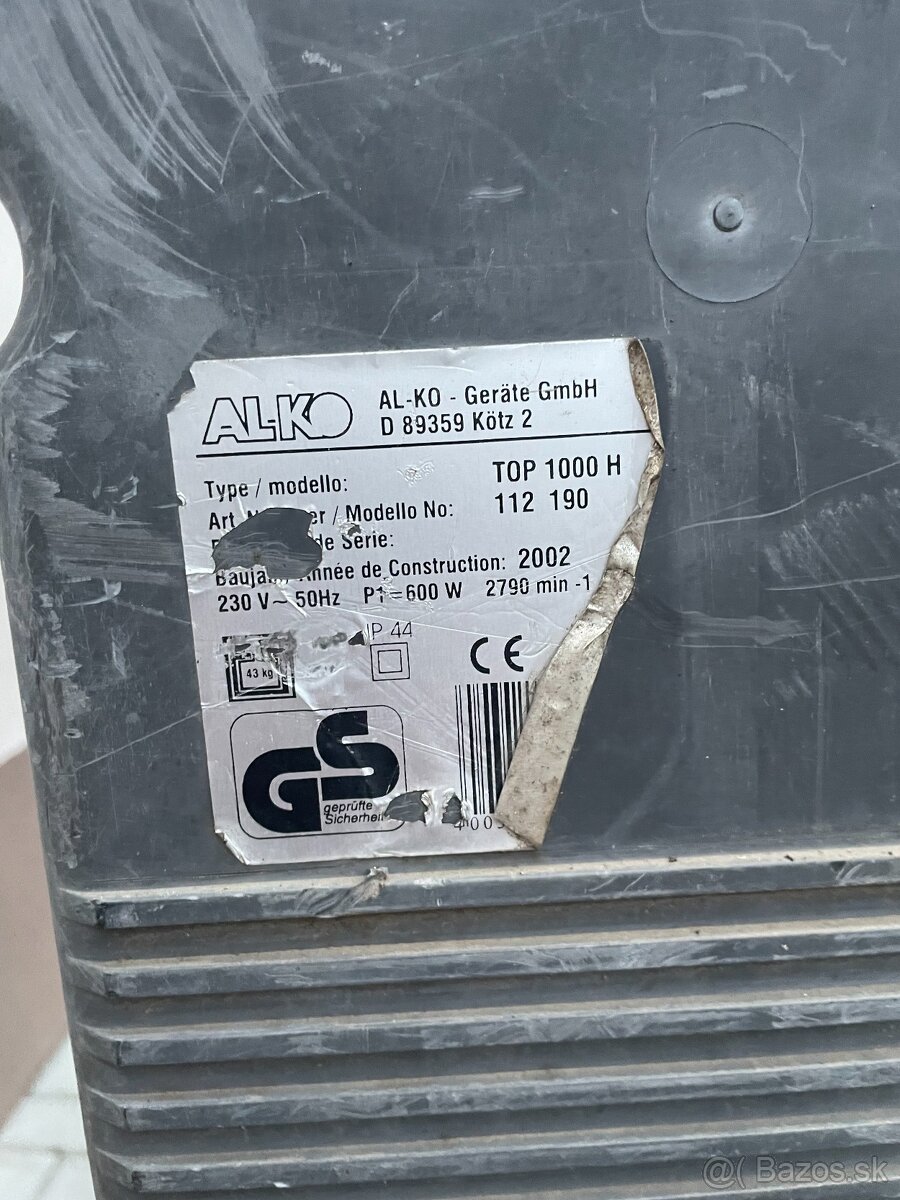 AL-KO
AL-KO - Geräte GmbH
D 89359 Kötz 2
Type / modello: TOP 1000 H
Art. / Modello No: 112 190
de Série:
Année de Construction: 2002
230 V~ 50Hz P1=600 W 2790 min -1
IP 44
43 kg
CE
GS
geprüfte
Sicherheit
@( Bazos.sk